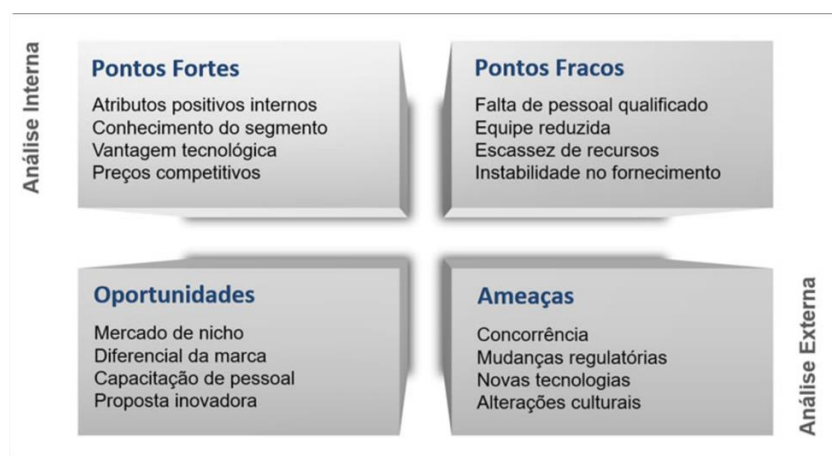 Análise Interna
Pontos Fortes
Atributos positivos internos
Conhecimento do segmento
Vantagem tecnológica
Preços competitivos
Pontos Fracos
Falta de pessoal qualificado
Equipe reduzida
Escassez de recursos
Instabilidade no fornecimento
Oportunidades
Mercado de nicho
Diferencial da marca
Capacitação de pessoal
Proposta inovadora
Ameaças
Concorrência
Mudanças regulatórias
Novas tecnologias
Alterações culturais
Análise Externa